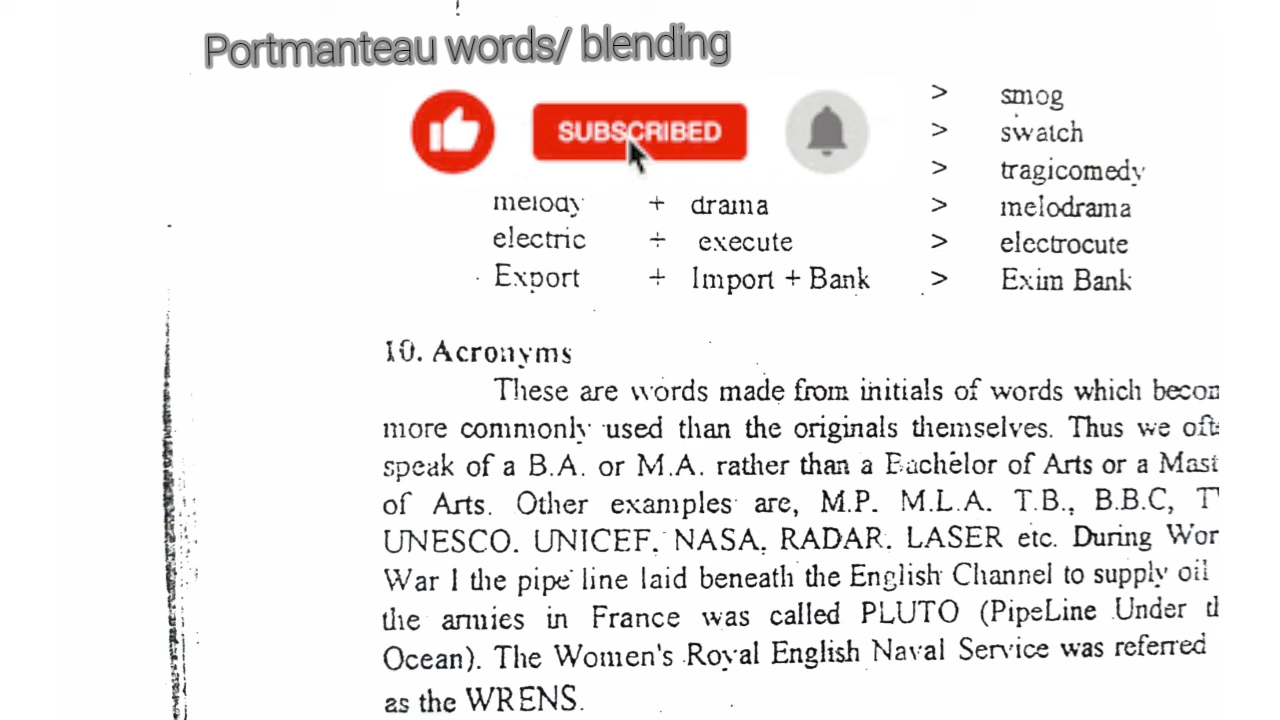 Portmanteau words/ blending
> smog
SUBSCRIBED > swatch
> tragicomedy
melody + drama > melodrama
electric + execute > electrocute
Export + Import + Bank > Exim Bank
10. Acronyms
These are words made from initials of words which becom
more commonly used than the originals themselves. Thus we ofte
speak of a B.A. or M.A. rather than a Bachelor of Arts or a Mast
of Arts. Other examples are, M.P. M.L.A. T.B., B.B.C,
UNESCO. UNICEF. NASA, RADAR. LASER etc. During Wor
War I the pipe line laid beneath the English Channel to supply oil
the armies in France was called PLUTO (PipeLine Under th
Ocean). The Women's Royal English Naval Service was referred
as the WRENS.